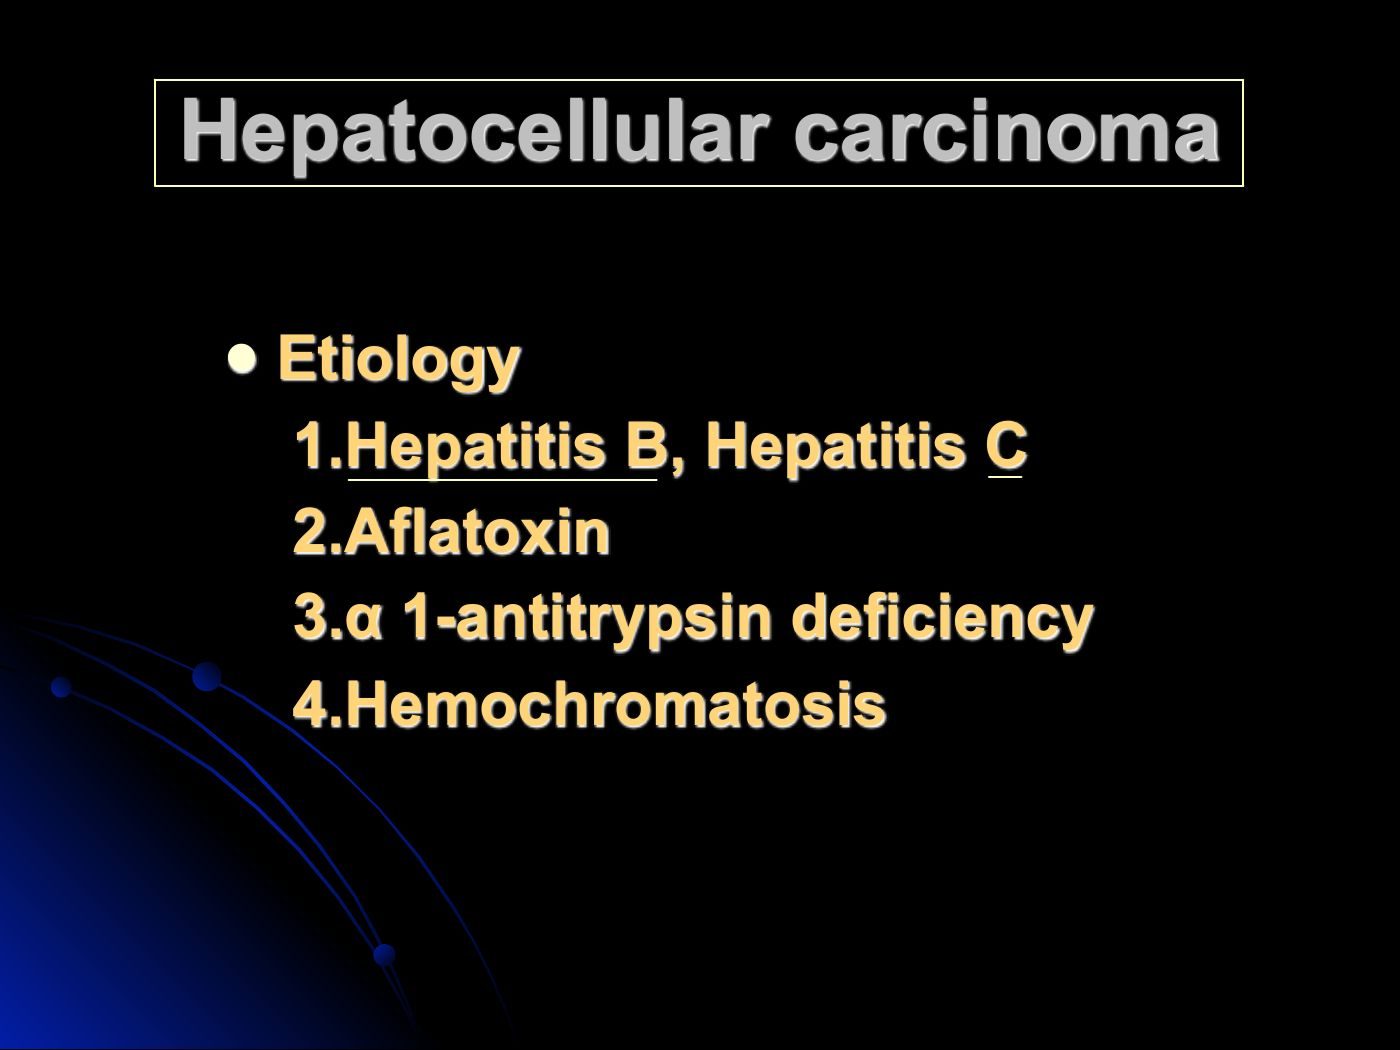 Hepatocellular carcinoma
Etiology
1.Hepatitis B, Hepatitis C
2.Aflatoxin
3.α 1-antitrypsin deficiency
4.Hemochromatosis